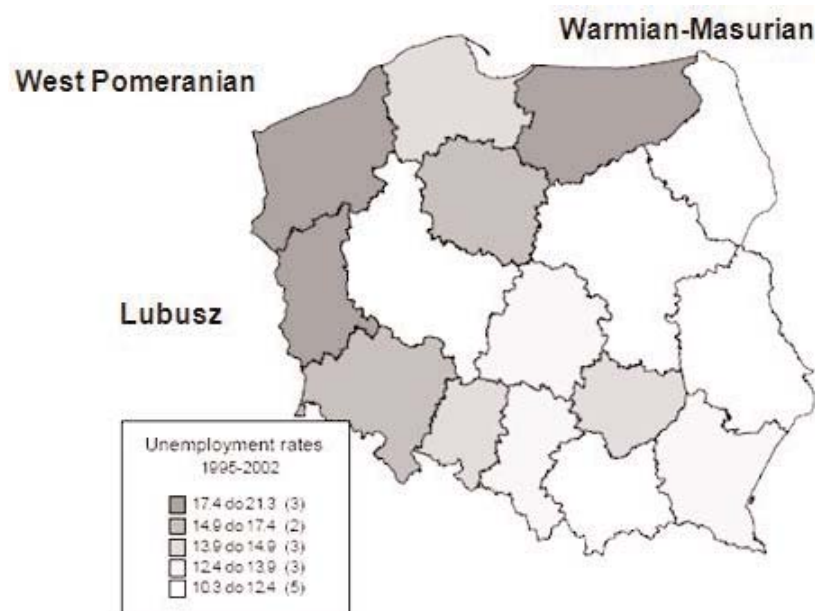 Warmian-Masurian
West Pomeranian
Lubusz
Unemployment rates
1995-2002
17.4 do 21.3 (3)
14.9 do 17.4 (2)
13.9 do 14.9 (3)
12.4 do 13.9 (3)
10.3 do 12.4 (5)